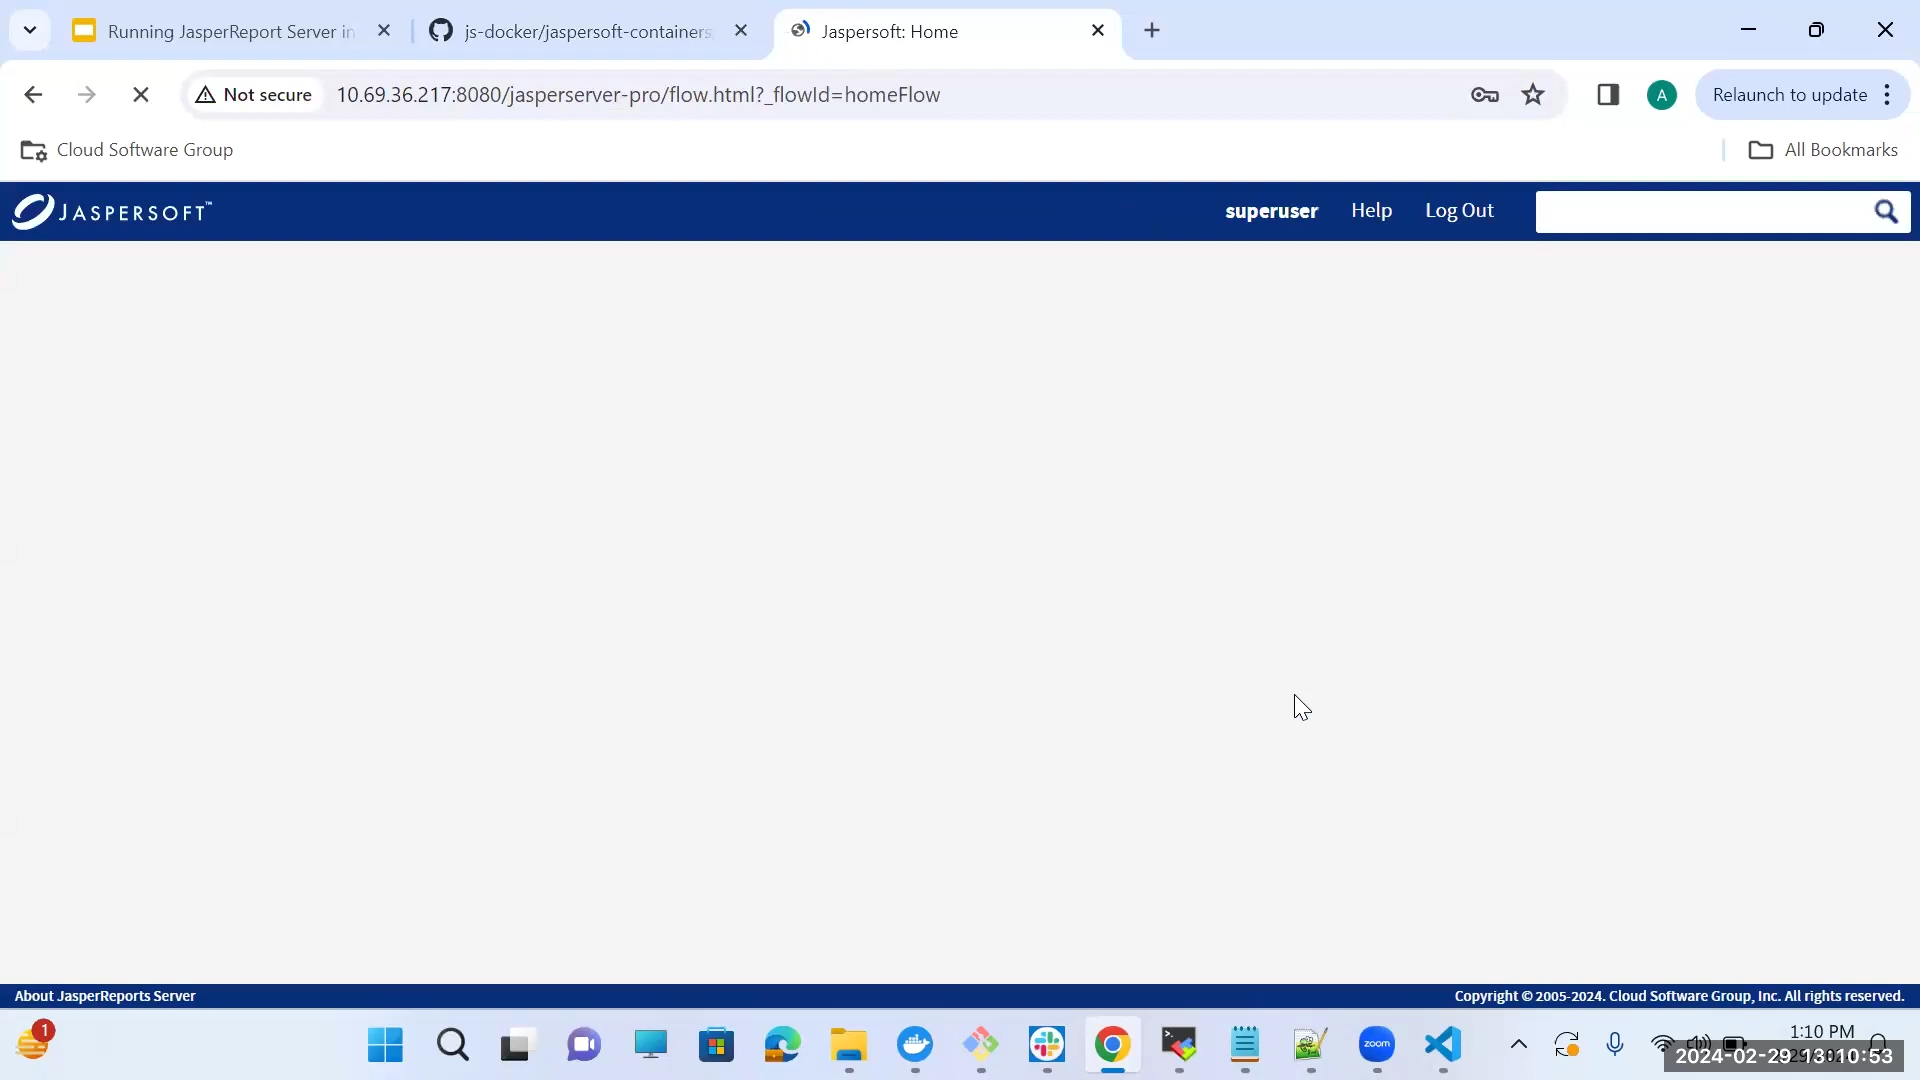 Running JasperReport Server in
js-docker/jaspersoft-containers
Jaspersoft: Home
Not secure
10.69.36.217:8080/jasperserver-pro/flow.html?_flowId=homeFlow
A
Relaunch to update
Cloud Software Group
All Bookmarks
JASPERSOFT™
superuser
Help
Log Out
About JasperReports Server
Copyright © 2005-2024. Cloud Software Group, Inc. All rights reserved.
1
zoom
1:10 PM
2024-02-29 13:10:53